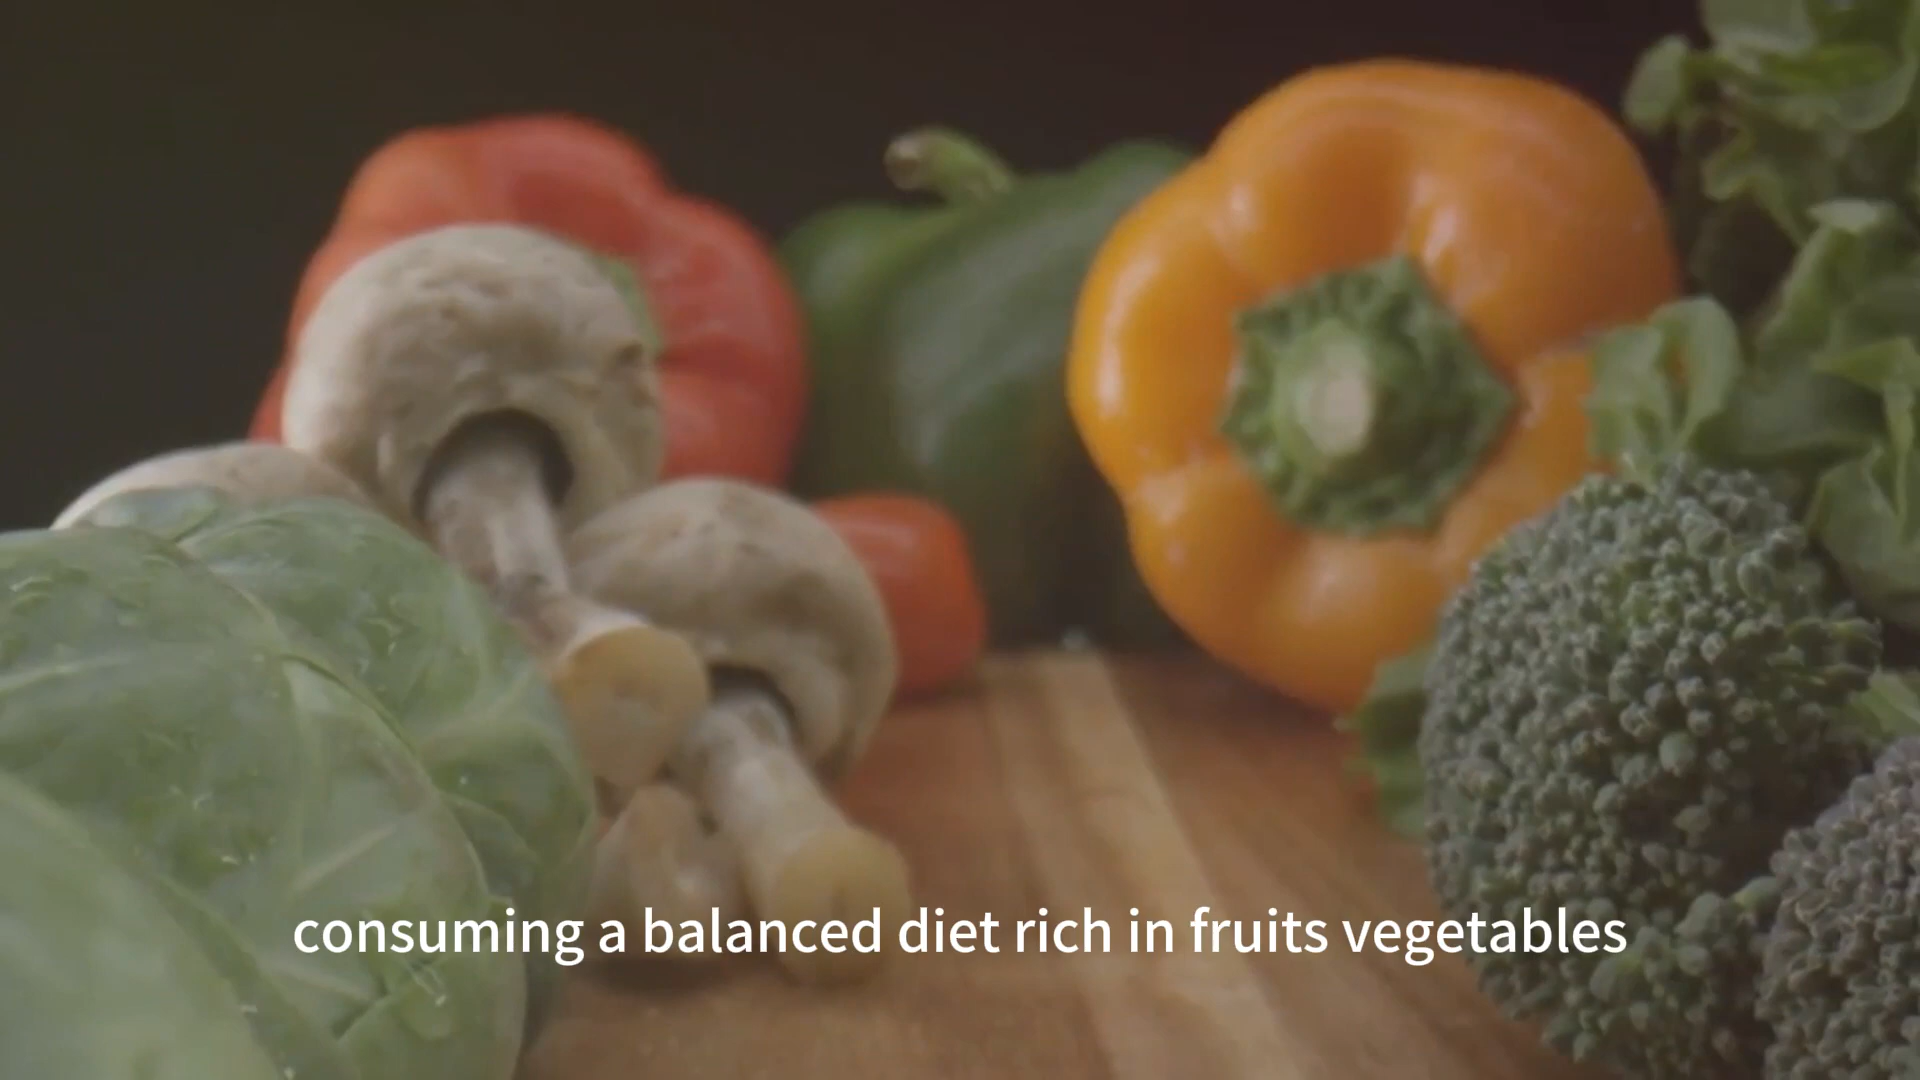 consuming a balanced diet rich in fruits vegetables